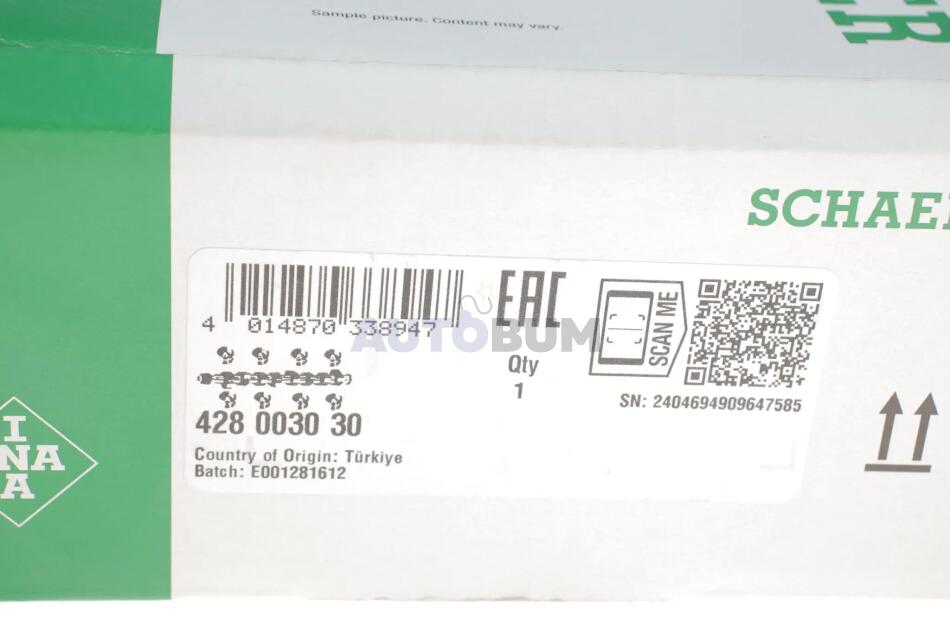 Sample picture. Content may vary.
SCHAE
4 014870 338947
EAC
SCAN ME
AUTOBUM
Qty
1
SN: 2404694909647585
428 0030 30
Country of Origin: Türkiye
Batch: E001281612
I
INA
A